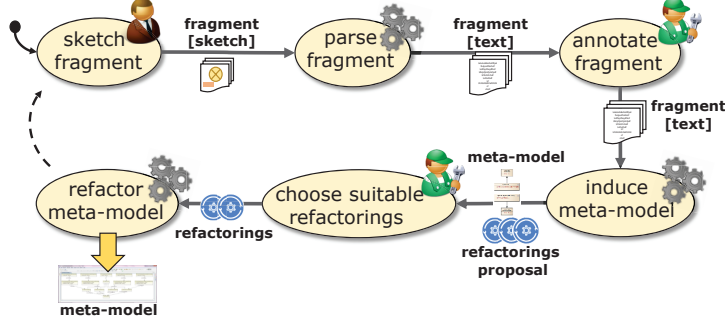 sketch
fragment
fragment
[sketch]
parse
fragment
fragment
[text]
annotate
fragment
fragment
[text]
induce
meta-model
meta-model
refactorings
proposal
choose suitable
refactorings
refactorings
refactor
meta-model
meta-model